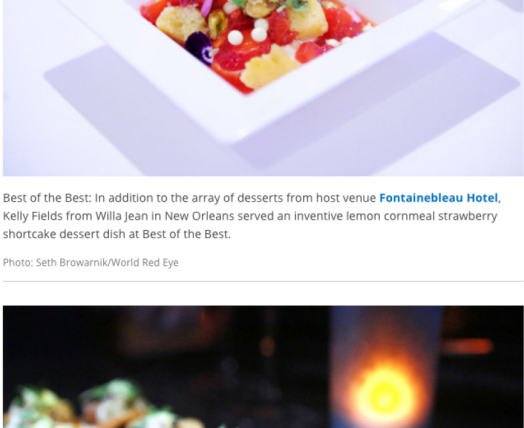 Best of the Best: In addition to the array of desserts from host venue Fontainebleau Hotel,
Kelly Fields from Willa Jean in New Orleans served an inventive lemon cornmeal strawberry
shortcake dessert dish at Best of the Best.
Photo: Seth Browarnik/World Red Eye